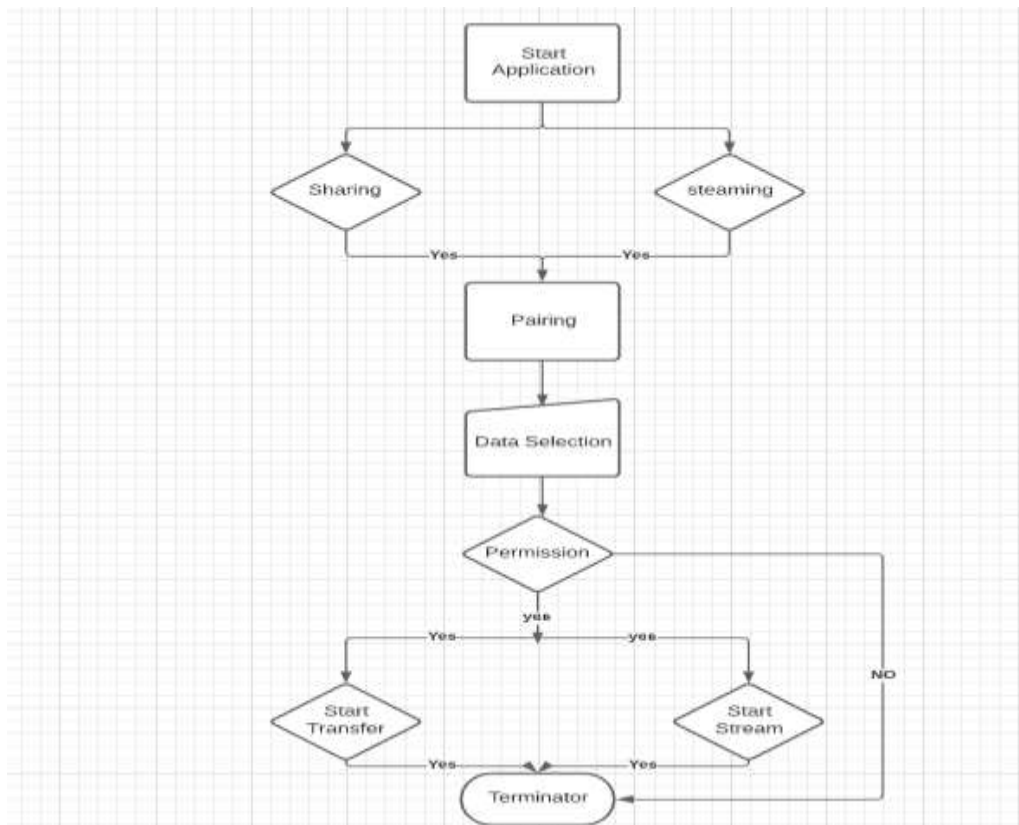 Start
Application
Sharing
steaming
Yes
Yes
Pairing
Data Selection
Permission
yes
Yes
yes
NO
Start
Transfer
Start
Stream
Yes
Yes
Terminator